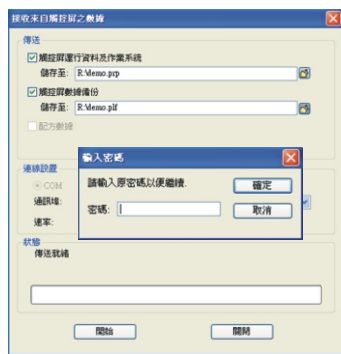 接收來自觸控屏之數據
傳送
觸控屏運行資料及作業系統
儲存至: R:\demo.prp
觸控屏數據備份
儲存至: R:\demo.plf
配方數據
輸入密碼
請輸入原密碼以便繼續.
確定
密碼:
取消
連線設置
COM
通訊埠:
速率:
狀態
傳送就緒
開始
關閉